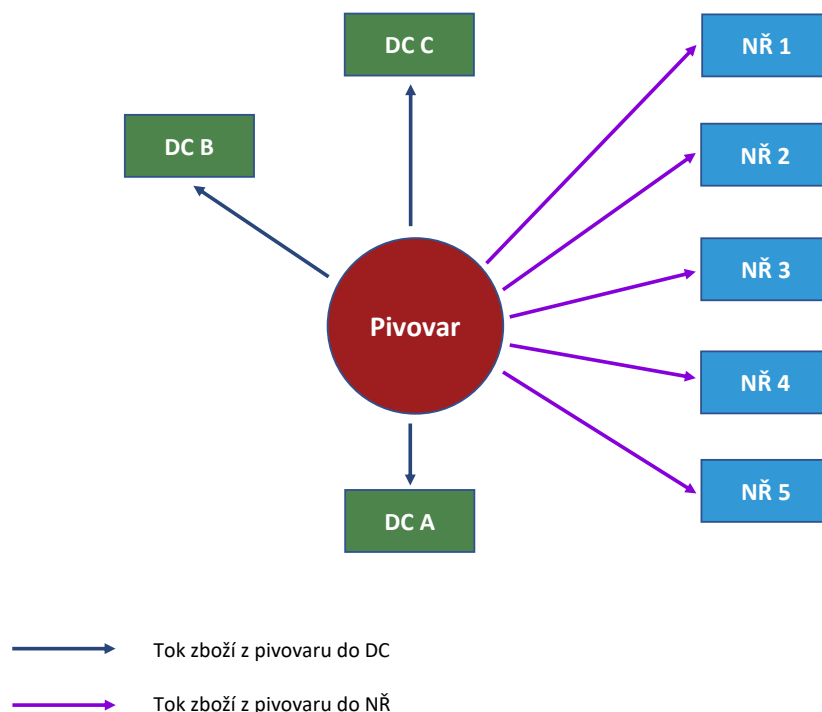 DC C
NŘ 1
DC B
NŘ 2
NŘ 3
Pivovar
NŘ 4
NŘ 5
DC A
Tok zboží z pivovaru do DC
Tok zboží z pivovaru do NŘ